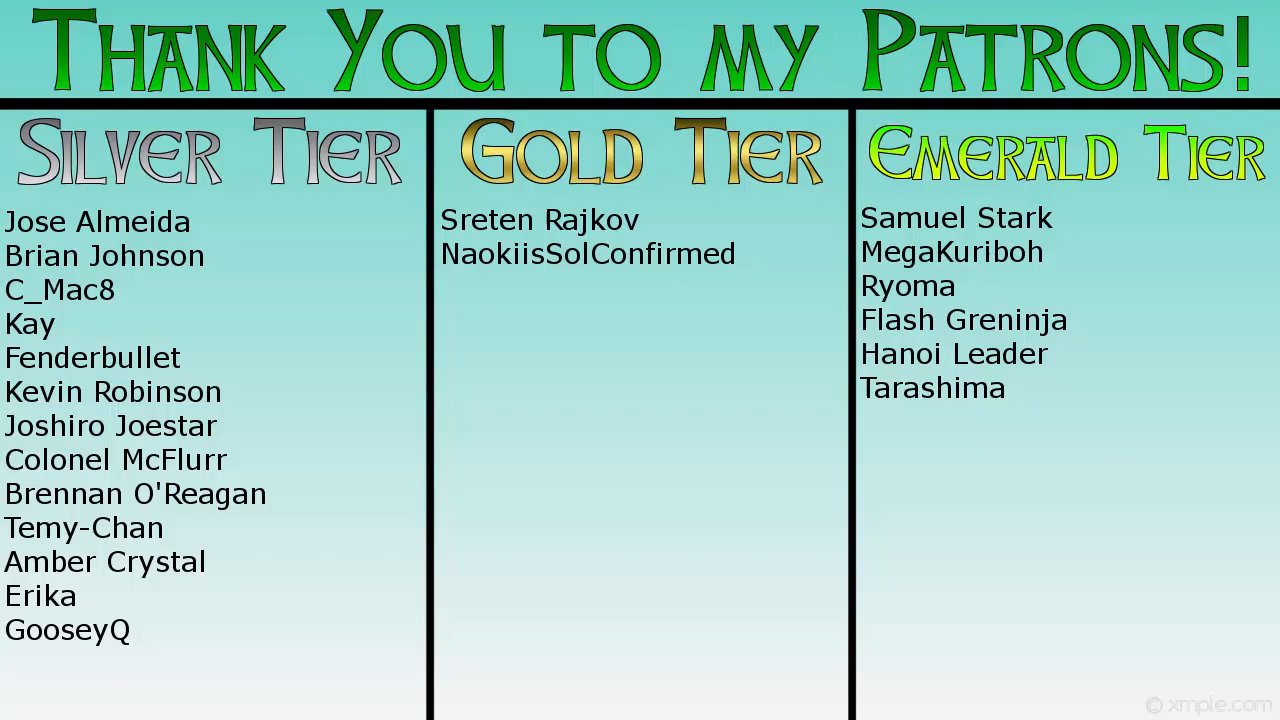 Thank You to my Patrons!
Silver Tier
Jose Almeida
Brian Johnson
C_Mac8
Kay
Fenderbullet
Kevin Robinson
Joshiro Joestar
Colonel McFlurr
Brennan O'Reagan
Temy-Chan
Amber Crystal
Erika
GooseyQ
Gold Tier
Sreten Rajkov
NaokiisSolConfirmed
Emerald Tier
Samuel Stark
MegaKuriboh
Ryoma
Flash Greninja
Hanoi Leader
Tarashima
© xmple.com